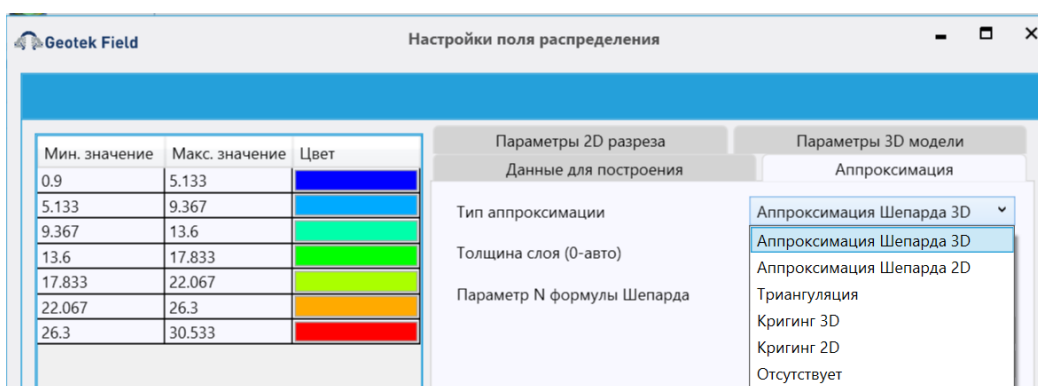 Geotek Field
Настройки поля распределения
Мин. значение Макс. значение Цвет
0.9 5.133
5.133 9.367
9.367 13.6
13.6 17.833
17.833 22.067
22.067 26.3
26.3 30.533
Параметры 2D разреза Параметры 3D модели
Данные для построения Аппроксимация
Тип аппроксимации Аппроксимация Шепарда 3D
Толщина слоя (0-авто)
Параметр N формулы Шепарда
Аппроксимация Шепарда 3D
Аппроксимация Шепарда 2D
Триангуляция
Кригинг 3D
Кригинг 2D
Отсутствует